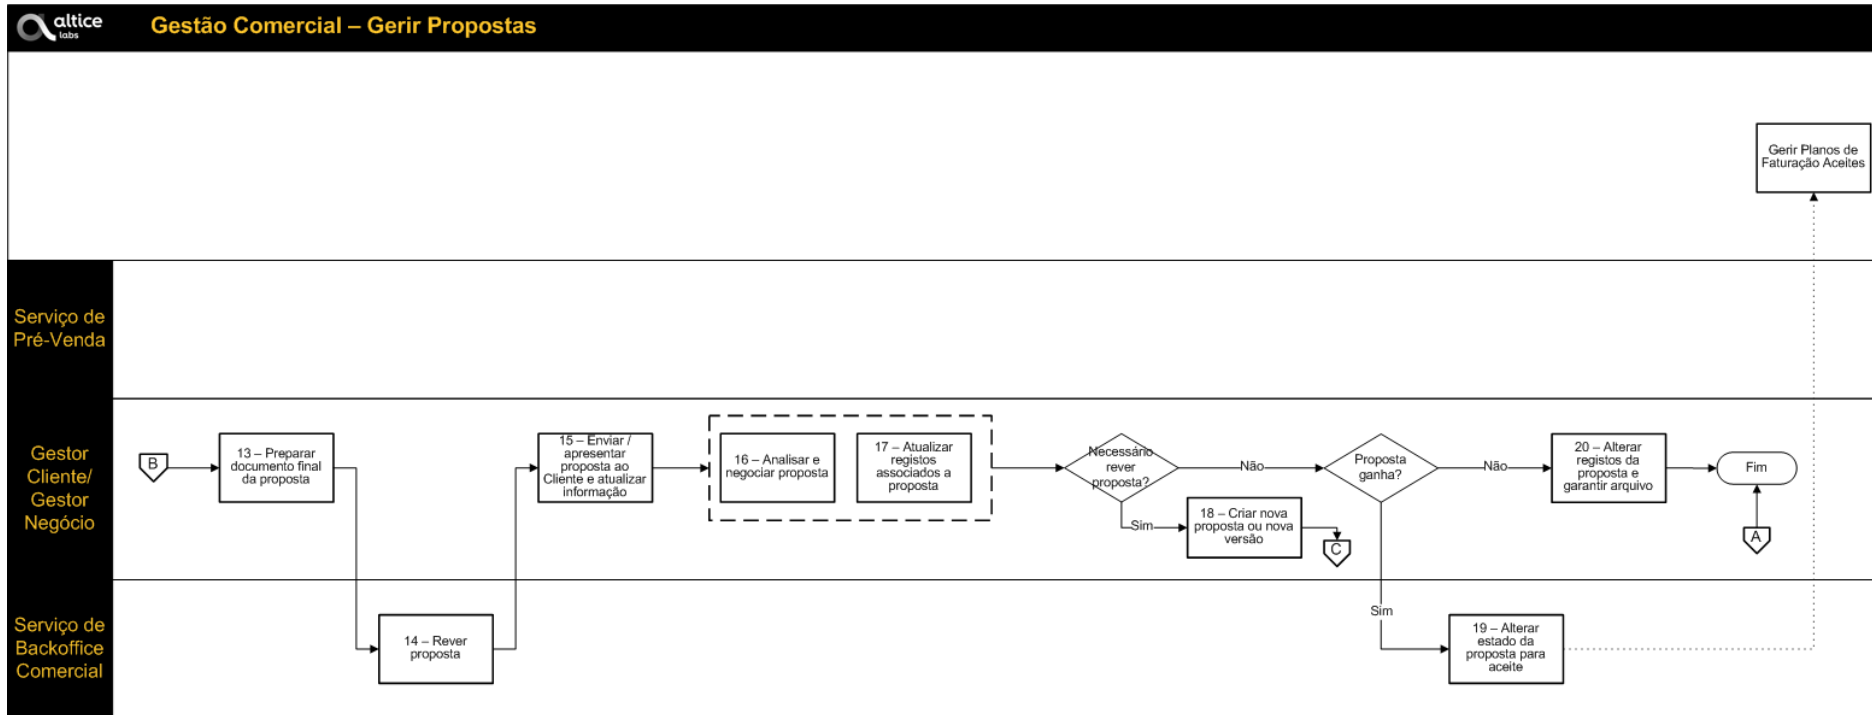 altice
labs
Gestão Comercial – Gerir Propostas
Gerir Planos de
Faturação Aceites
Serviço de
Pré-Venda
Gestor
Cliente/
Gestor
Negócio
B
13 – Preparar
documento final
da proposta
15 – Enviar /
apresentar
proposta ao
Cliente e atualizar
informação
16 – Analisar e
negociar proposta
17 – Atualizar
registos
associados a
proposta
Necessário
rever
proposta?
Não
Sim
18 – Criar nova
proposta ou nova
versão
C
Proposta
ganha?
Não
Sim
20 – Alterar
registos da
proposta e
garantir arquivo
Fim
A
Serviço de
Backoffice
Comercial
14 – Rever
proposta
19 – Alterar
estado da
proposta para
aceite